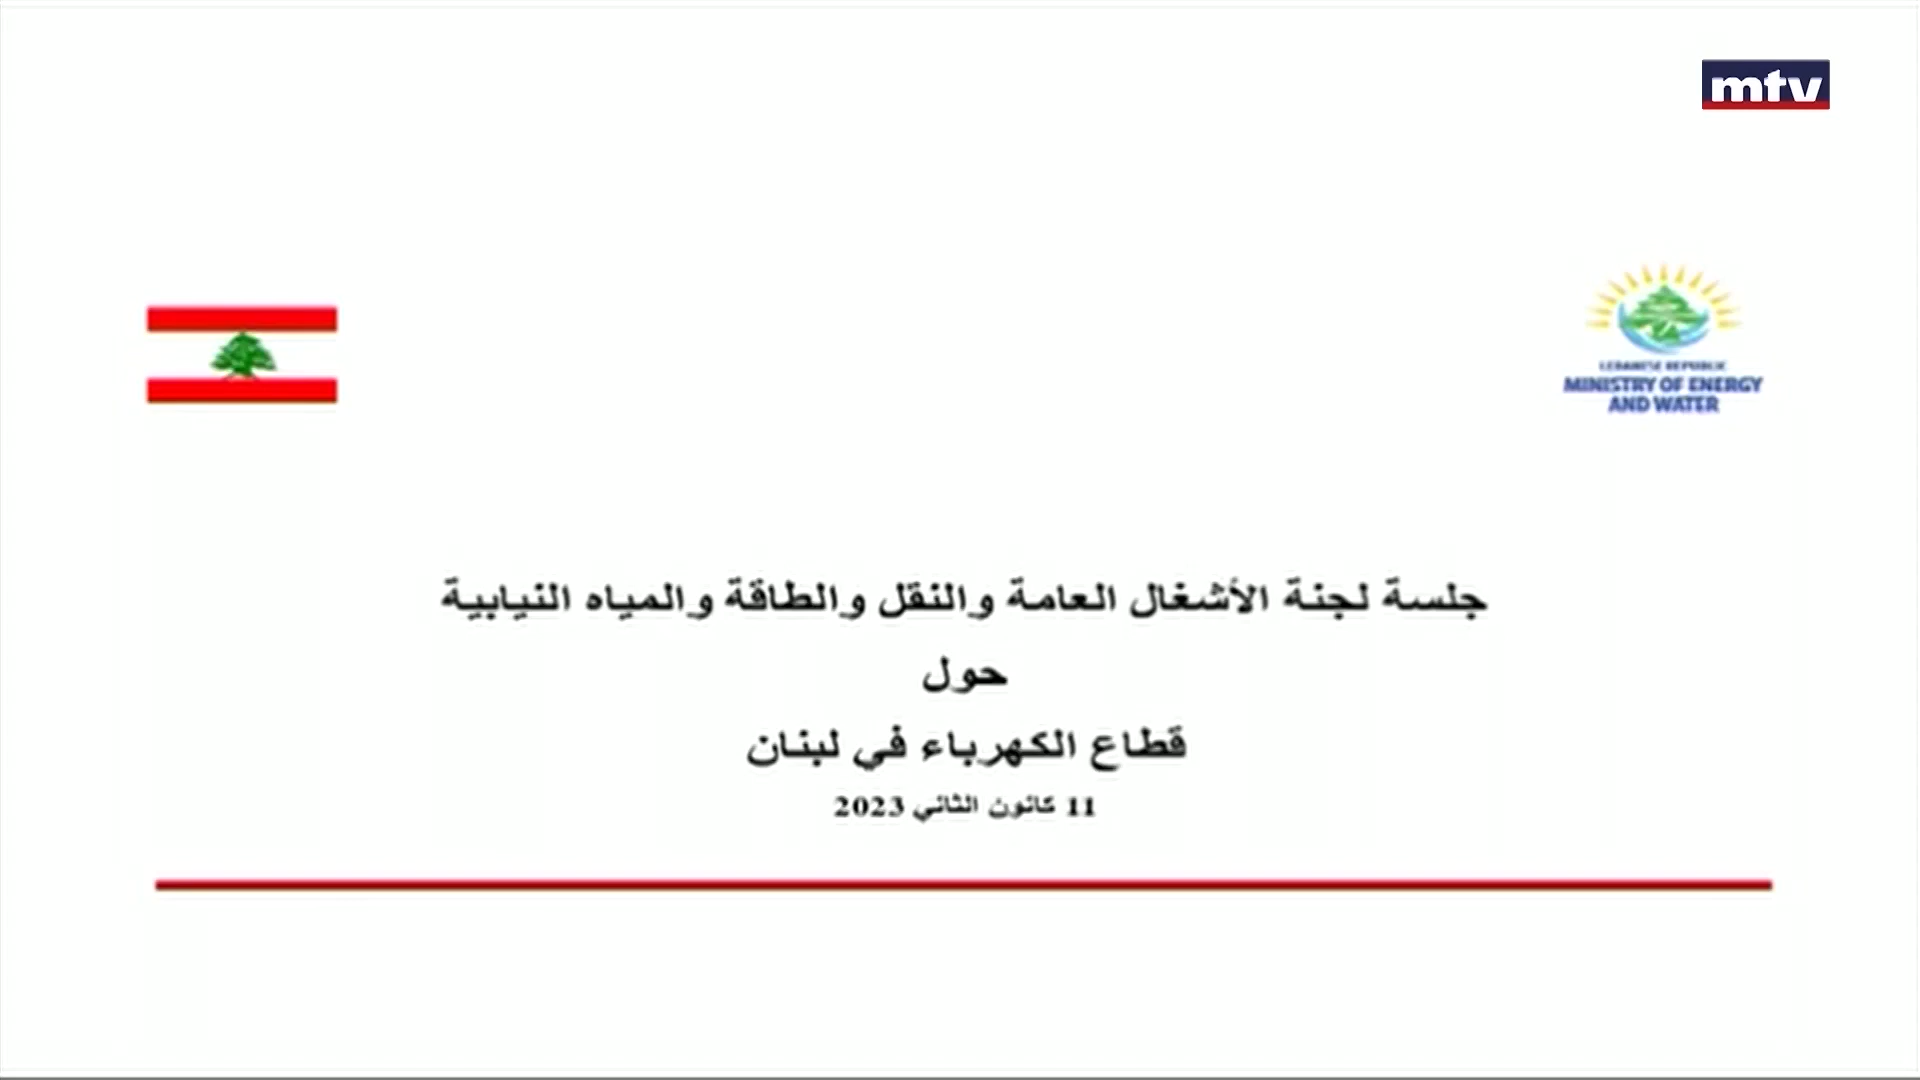 mtv
LEBANESE REPUBLIC
MINISTRY OF ENERGY
AND WATER
جلسة لجنة الأشغال العامة والنقل والطاقة والمياه النيابية
حول
قطاع الكهرباء في لبنان
11 كانون الثاني 2023